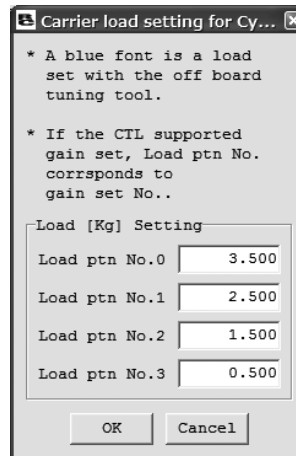 Carrier load setting for Cy...
* A blue font is a load
set with the off board
tuning tool.
* If the CTL supported
gain set, Load ptn No.
corrsponds to
gain set No..
Load [Kg] Setting
Load ptn No.0 3.500
Load ptn No.1 2.500
Load ptn No.2 1.500
Load ptn No.3 0.500
OK Cancel